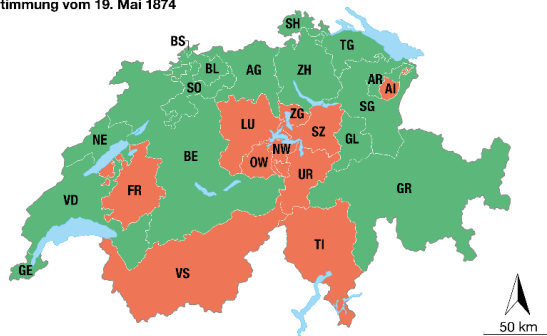 timmung vom 19. Mai 1874
SH
BS
TG
BL
AG
ZH
SO
AR
AI
SG
ZG
LU
SZ
NE
NW
GL
BE
OW
UR
FR
GR
VD
TI
GE
VS
50 km